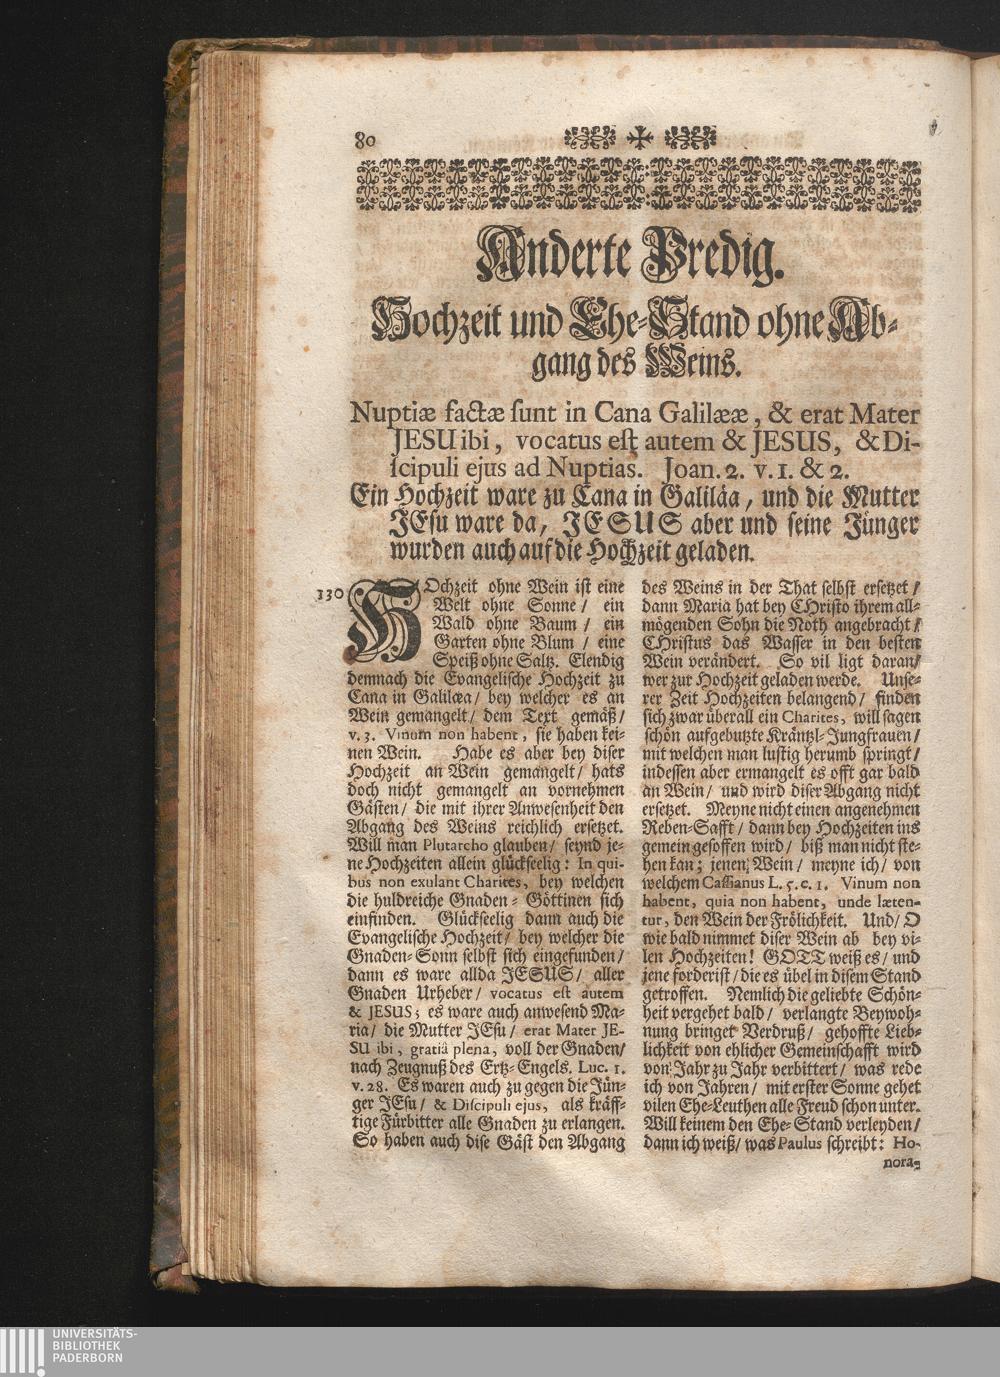 80
Anderte Predig.
Hochzeit und Ehe-Stand ohne Ab-
gang des Weins.
Nuptiæ factæ sunt in Cana Galilææ, & erat Mater
JESU ibi, vocatus est autem & JESUS, & Di-
scipuli ejus ad Nuptias. Joan. 2. v. 1. & 2.
Ein Hochzeit ware zu Cana in Galiläa, und die Mutter
JEsu ware da, JESUS aber und seine Jünger
wurden auch auf die Hochzeit geladen.
130
HOchzeit ohne Wein ist eine
Welt ohne Sonne / ein
Wald ohne Baum / ein
Garten ohne Blum / eine
Speiß ohne Saltz. Elendig
demnach die Evangelische Hochzeit zu
Cana in Galilæa / bey welcher es an
Wein gemangelt / dem Text gemäß /
v. 3. Vinum non habent, sie haben kei-
nen Wein. Habe es aber bey diser
Hochzeit an Wein gemangelt / hats
doch nicht gemangelt an vornehmen
Gästen / die mit ihrer Anwesenheit den
Abgang des Weins reichlich ersetzet.
Will man Plutarcho glauben / seynd je-
ne Hochzeiten allein glückseelig: In qui-
bus non exulant Charites, bey welchen
die huldreiche Gnaden-Göttinen sich
einfinden. Glückseelig dann auch die
Evangelische Hochzeit / bey welcher die
Gnaden-Sonn selbst sich eingefunden /
dann es ware allda JESUS / aller
Gnaden Urheber / vocatus est autem
& JESUS; es ware auch anwesend Ma-
ria / die Mutter JEsu / erat Mater JE-
SU ibi, gratiâ plena, voll der Gnaden /
nach Zeugnuß des Ertz-Engels. Luc. 1.
v. 28. Es waren auch zu gegen die Jün-
ger JEsu / & Discipuli ejus, als kräff-
tige Fürbitter alle Gnaden zu erlangen.
So haben auch dise Gäst den Abgang
des Weins in der That selbst ersetzet /
dann Maria hat bey CHristo ihrem all-
mögenden Sohn die Noth angebracht /
CHristus das Wasser in den besten
Wein verändert. So vil ligt daran /
wer zur Hochzeit geladen werde. Unse-
rer Zeit Hochzeiten belangend / finden
sich zwar überall ein Charites, will sagen
schön aufgebutzte Kräntzl-Jungfrauen /
mit welchen man lustig herumb springt /
indessen aber ermangelt es offt gar bald
an Wein / und wird diser Abgang nicht
ersetzet. Meyne nicht einen angenehmen
Reben-Safft / dann bey Hochzeiten ins
gemein gesoffen wird / biß man nicht ste-
hen kan; jenen Wein / meyne ich / von
welchem Cassianus L. 5. c. 1. Vinum non
habent, quia non habent, unde læten-
tur, den Wein der Frölichkeit. Und / O
wie bald nimmet diser Wein ab bey vi-
len Hochzeiten! GOTT weiß es / und
jene forderist / die es übel in disem Stand
getroffen. Nemlich die geliebte Schön-
heit vergehet bald / verlangte Beywoh-
nung bringet Verdruß / gehoffte Lieb-
lichkeit von ehlicher Gemeinschafft wird
von Jahr zu Jahr verbittert / was rede
ich von Jahren / mit erster Sonne gehet
vilen Ehe-Leuthen alle Freud schon unter.
Will keinem den Ehe-Stand verleyden /
dann ich weiß / was Paulus schreibt: Ho-
nora-
UNIVERSITÄTS-
BIBLIOTHEK
PADERBORN